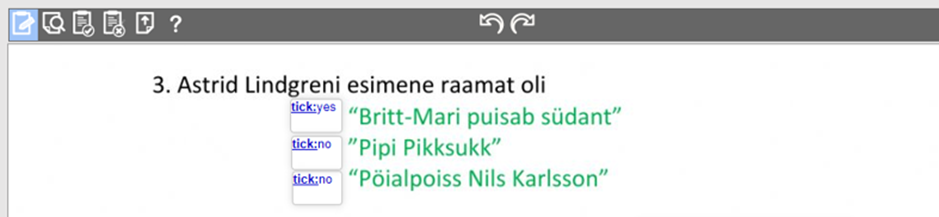 ?
3. Astrid Lindgreni esimene raamat oli
tick:yes “Britt-Mari puisab südant”
tick:no ”Pipi Pikksukk”
tick:no “Pöialpoiss Nils Karlsson”